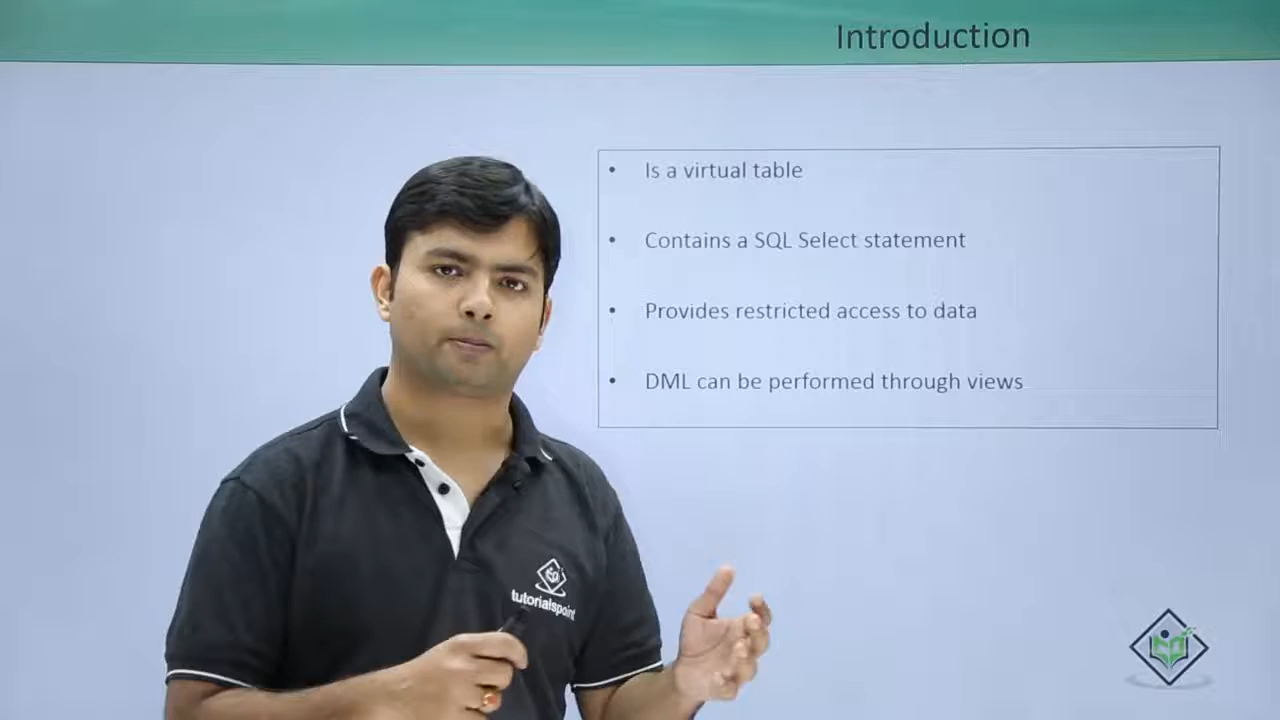 Introduction
• Is a virtual table
• Contains a SQL Select statement
• Provides restricted access to data
• DML can be performed through views
tutorialspoint